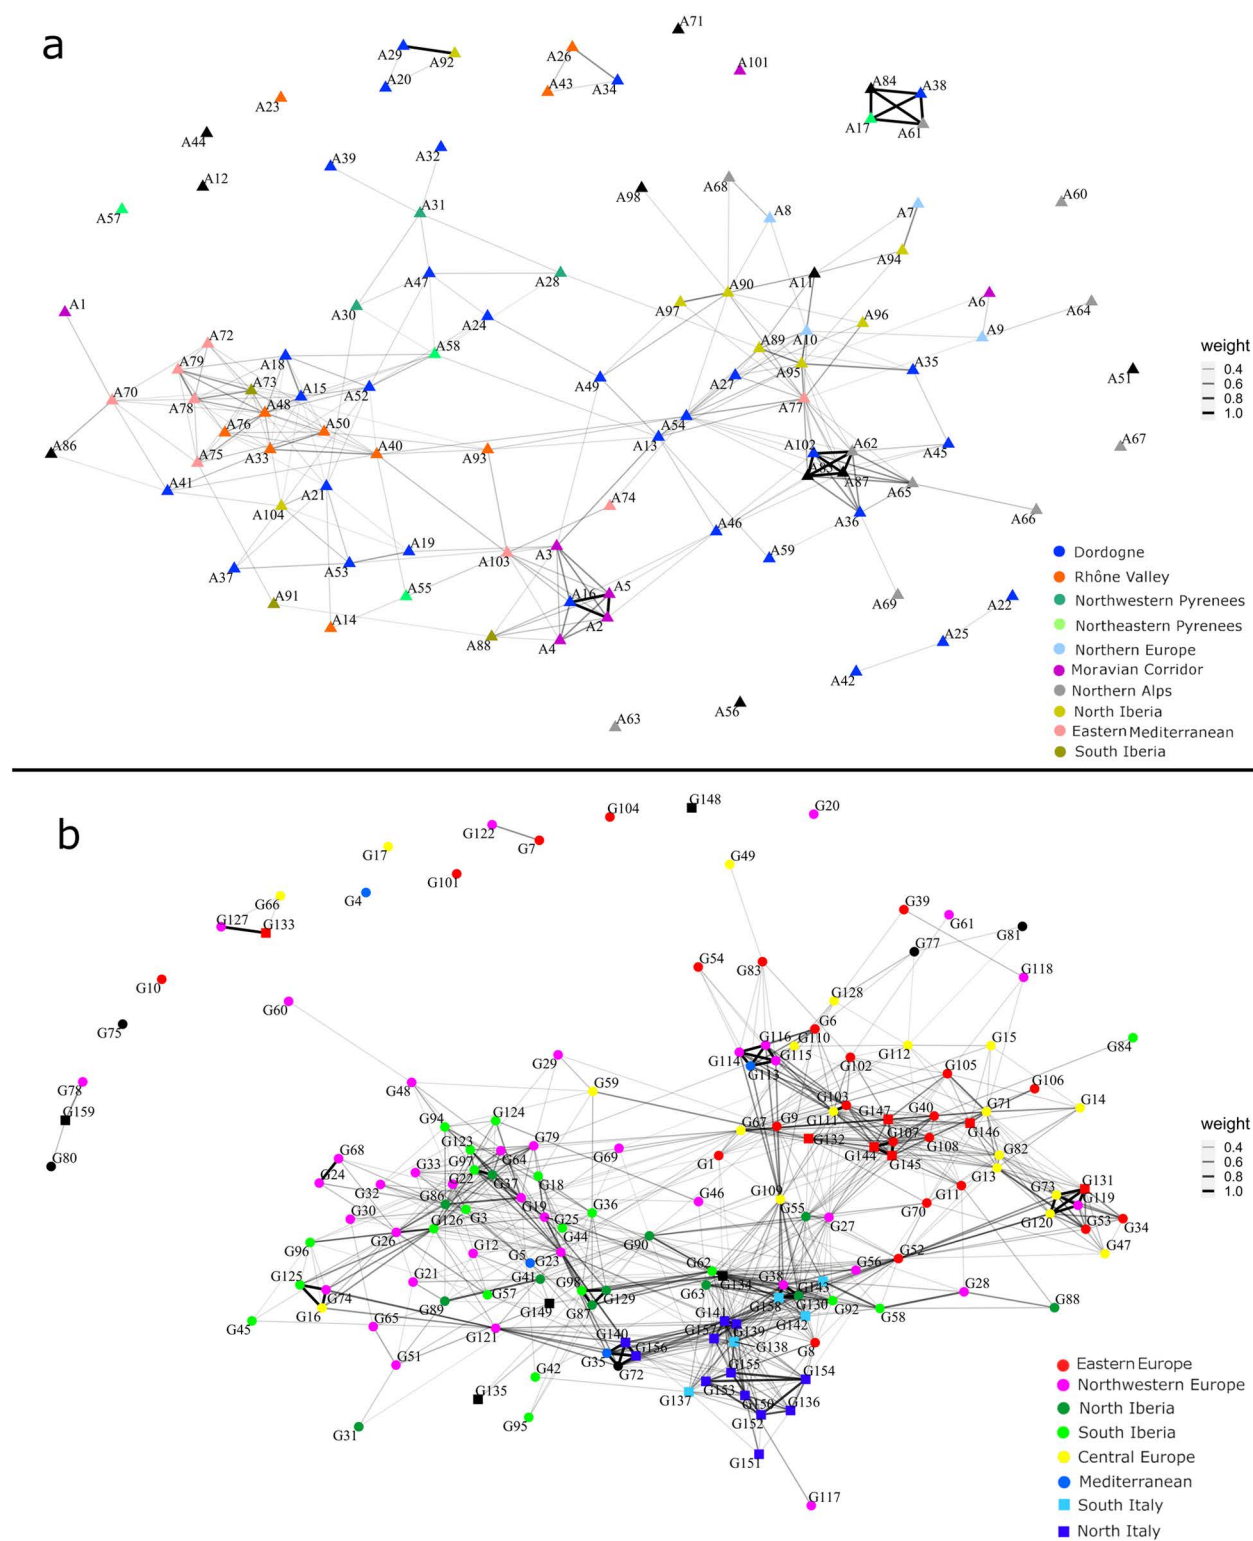 a
A71
A29
A92
A20
A26
A43
A34
A101
A84
A38
A17
A61
A23
A44
A12
A57
A39
A32
A31
A98
A68
A8
A7
A60
A94
A47
A28
A30
A24
A58
A90
A97
A11
A96
A6
A9
A64
A1
A72
A79
A18
A73
A15
A52
A70
A78
A48
A76
A50
A49
A89
A10
A95
A27
A35
A77
A51
weight
0.4
0.6
0.8
1.0
A86
A75
A33
A40
A93
A54
A13
A102
A62
A45
A67
A41
A104
A21
A74
A87
A65
A66
A36
A46
A59
A37
A53
A19
A103
A3
A91
A55
A14
A16
A5
A2
A88
A4
A69
A22
A25
A42
A56
A63
Dordogne
Rhône Valley
Northwestern Pyrenees
Northeastern Pyrenees
Northern Europe
Moravian Corridor
Northern Alps
North Iberia
Eastern Mediterranean
South Iberia
b
G148
G104
G20
G122
G7
G17
G101
G4
G66
G127
G133
G49
G39
G61
G81
G77
G118
G10
G54
G83
G60
G75
G128
G6
G116
G110
G114
G115
G113
G102
G112
G15
G84
G105
G106
G29
G78
G48
G59
G159
G80
G103
G111
G147
G40
G71
G14
G146
G67
G9
G132
G107
G108
G144
G145
G82
G13
G1
G94
G124
G123
G79
G64
G97
G69
G68
G24
G33
G22
G37
G18
G32
G86
G19
G36
G46
G109
G55
G27
G11
G70
G73
G131
G119
G120
G53
G34
G47
G30
G126
G3
G25
G44
G26
G96
G12
G5
G23
G90
G52
G56
G62
G134
G38
G143
G63
G158
G130
G92
G58
G28
G88
G125
G74
G16
G21
G41
G98
G129
G89
G57
G149
G87
G45
G65
G121
G51
G141
G142
G157
G139
G138
G8
G140
G156
G35
G72
G155
G154
G153
G150
G136
G152
G137
G42
G135
G95
G31
G151
G117
weight
0.4
0.6
0.8
1.0
Eastern Europe
Northwestern Europe
North Iberia
South Iberia
Central Europe
Mediterranean
South Italy
North Italy